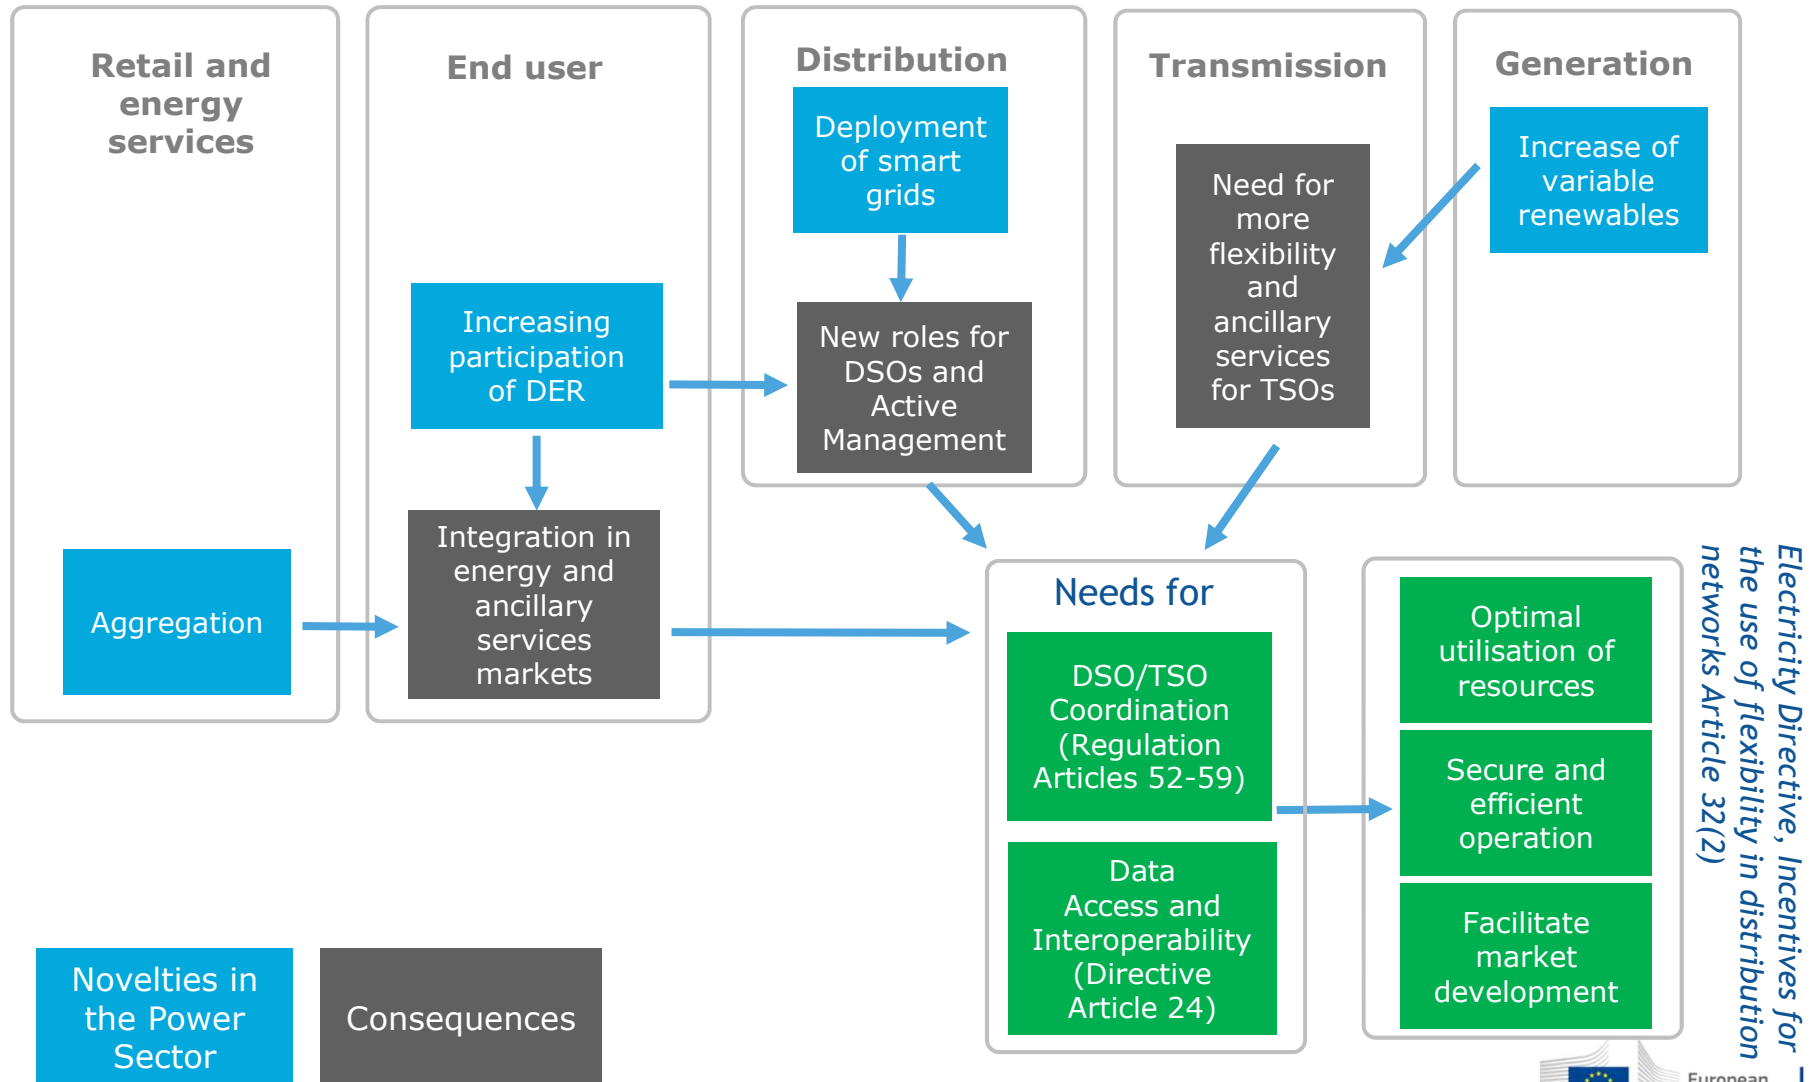 Retail and
energy
services
Aggregation
End user
Increasing
participation
of DER
Integration in
energy and
ancillary
services
markets
Distribution
Deployment
of smart
grids
New roles for
DSOs and
Active
Management
Transmission
Need for
more
flexibility
and
ancillary
services
for TSOs
Generation
Increase of
variable
renewables
Needs for
DSO/TSO
Coordination
(Regulation
Articles 52-59)
Data
Access and
Interoperability
(Directive
Article 24)
Optimal
utilisation of
resources
Secure and
efficient
operation
Facilitate
market
development
Electricity Directive, Incentives for
the use of flexibility in distribution
networks Article 32(2)
Novelties in
the Power
Sector
Consequences
European